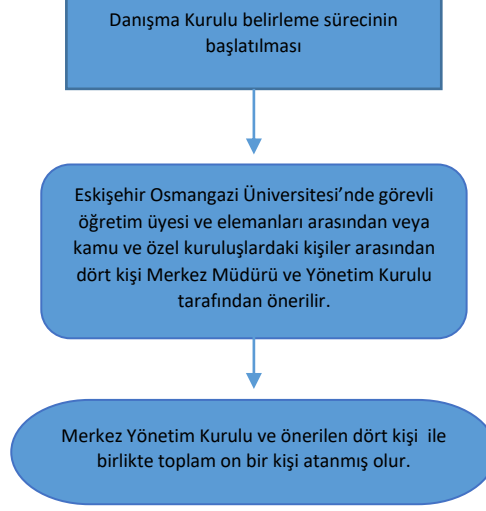 Danışma Kurulu belirleme sürecinin
başlatılması
Eskişehir Osmangazi Üniversitesi’nde görevli
öğretim üyesi ve elemanları arasından veya
kamu ve özel kuruluşlardaki kişiler arasından
dört kişi Merkez Müdürü ve Yönetim Kurulu
tarafından önerilir.
Merkez Yönetim Kurulu ve önerilen dört kişi ile
birlikte toplam on bir kişi atanmış olur.